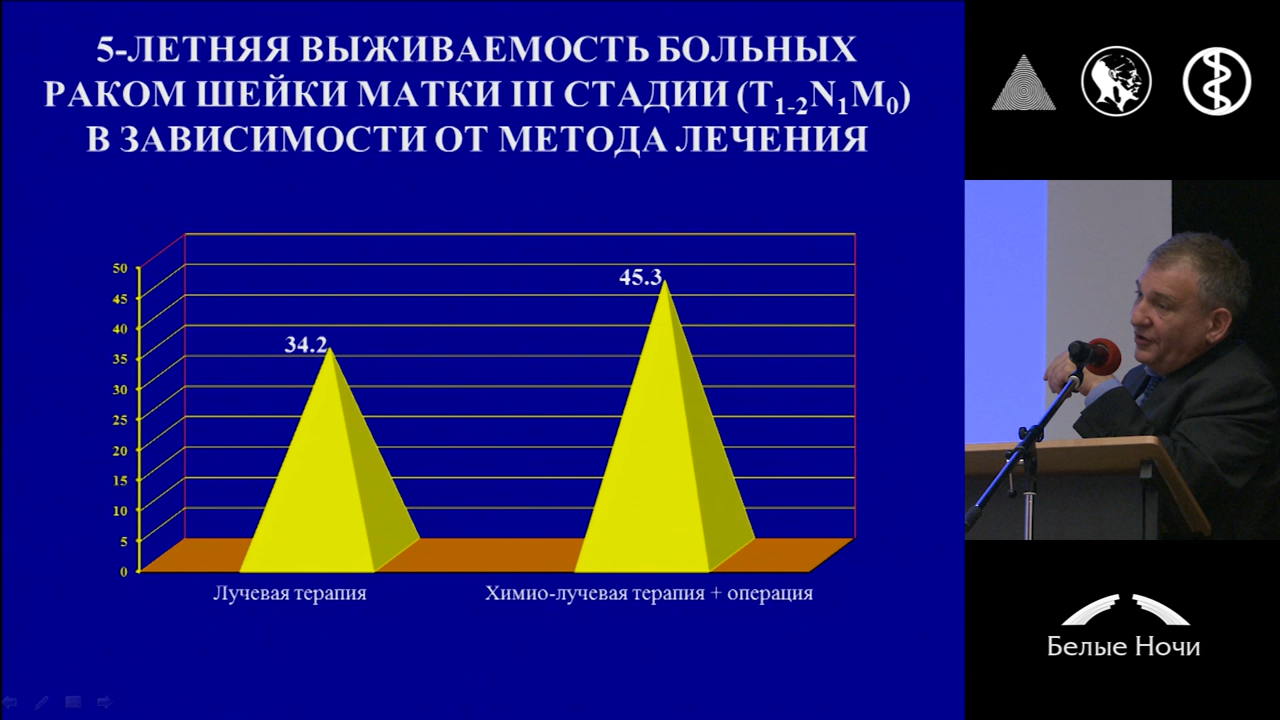 5-ЛЕТНЯЯ ВЫЖИВАЕМОСТЬ БОЛЬНЫХ
РАКОМ ШЕЙКИ МАТКИ III СТАДИИ (T1-2N1M0)
В ЗАВИСИМОСТИ ОТ МЕТОДА ЛЕЧЕНИЯ
50
45
40
35
30
25
20
15
10
5
0
34.2
45.3
Лучевая терапия
Химио-лучевая терапия + операция
Белые Ночи